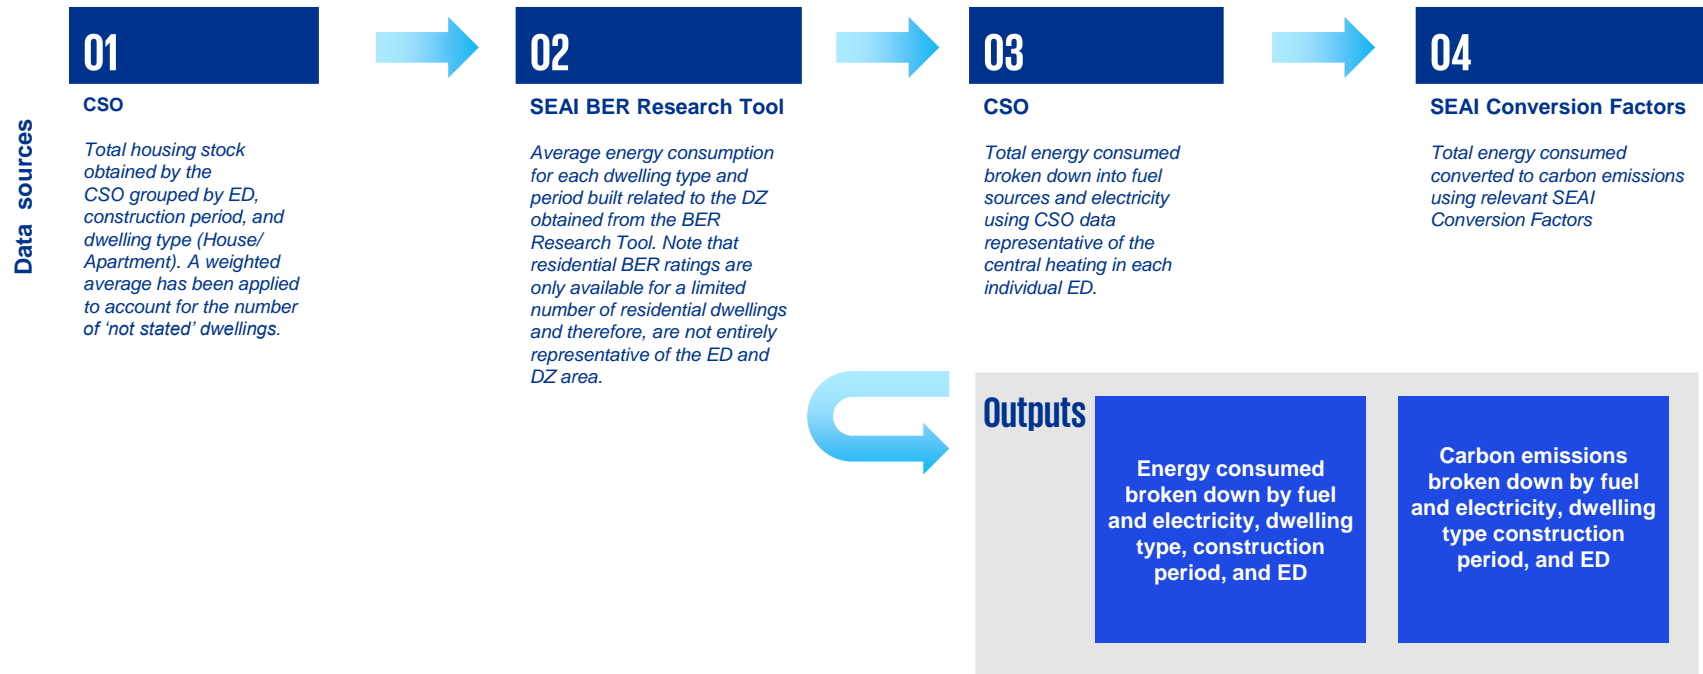 Data sources
01
CSO
Total housing stock
obtained by the
CSO grouped by ED,
construction period, and
dwelling type (House/
Apartment). A weighted
average has been applied
to account for the number
of ‘not stated’ dwellings.
02
SEAI BER Research Tool
Average energy consumption
for each dwelling type and
period built related to the DZ
obtained from the BER
Research Tool. Note that
residential BER ratings are
only available for a limited
number of residential dwellings
and therefore, are not entirely
representative of the ED and
DZ area.
03
CSO
Total energy consumed
broken down into fuel
sources and electricity
using CSO data
representative of the
central heating in each
individual ED.
04
SEAI Conversion Factors
Total energy consumed
converted to carbon emissions
using relevant SEAI
Conversion Factors
Outputs
Energy consumed
broken down by fuel
and electricity, dwelling
type, construction
period, and ED
Carbon emissions
broken down by fuel
and electricity, dwelling
type construction
period, and ED